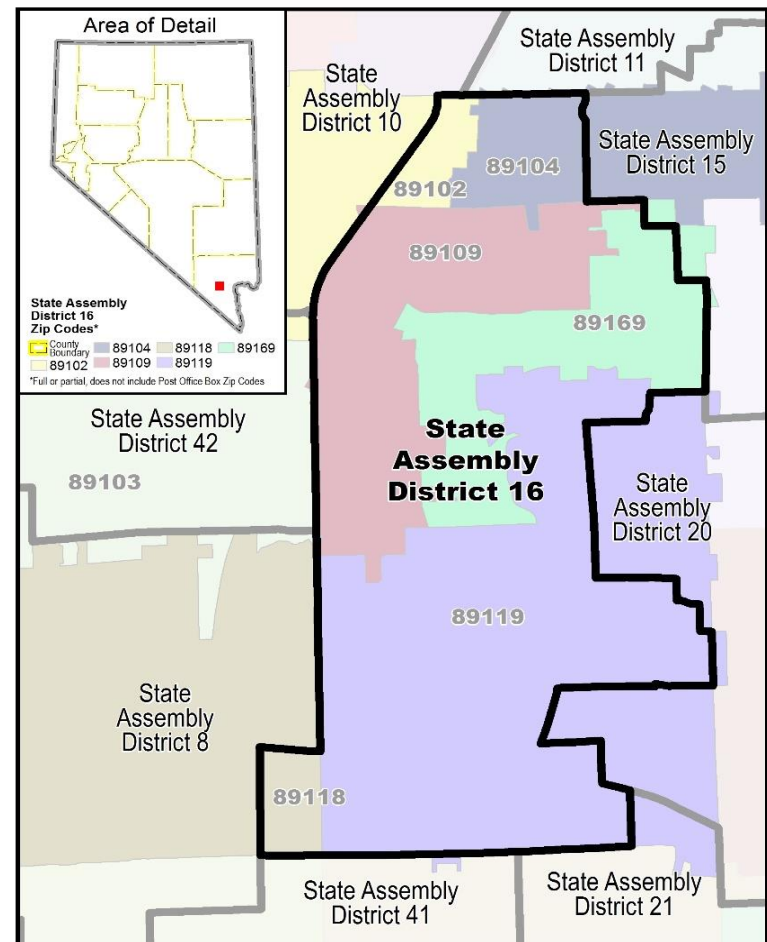 Area of Detail
State Assembly
District 16
Zip Codes*
County
Boundary
89102
89104
89109
89118
89119
89169
*Full or partial, does not include Post Office Box Zip Codes
State
Assembly
District 10
State Assembly
District 11
State Assembly
District 15
89102
89104
89109
89169
State Assembly
District 42
89103
State
Assembly
District 16
State
Assembly
District 20
89119
State
Assembly
District 8
89118
State Assembly
District 41
State Assembly
District 21